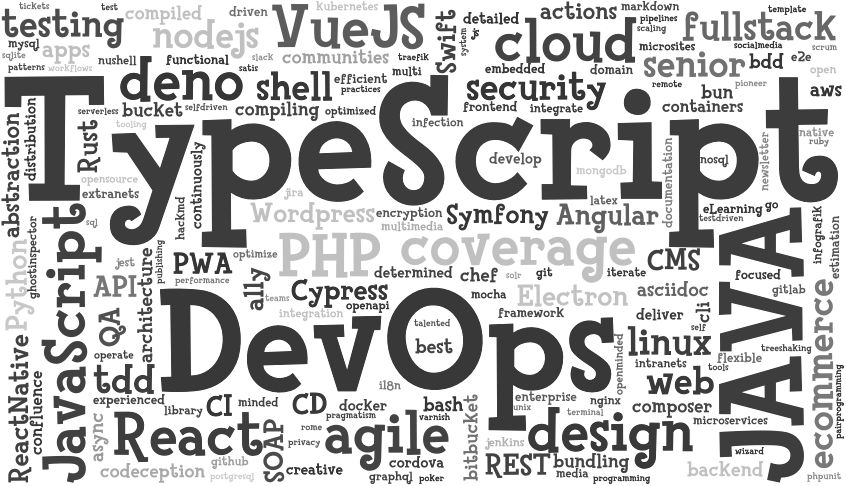 tickets
compiled
driven
kubernetes
VueJS
Swift
system
js
detailed
actions
markdown
pipelines
scaling
template
fullstack
testing
nodejs
cloud
microsites
socialmedia
scrum
mysql
sqlite
apps
patterns
workflows
nushell
functional
slack
satis
communities
traefik
multi
embedded
domain
senior
bdd
e2e
open
deno
shell
efficient
practices
security
remote
bun
pioneer
aws
serverless
bucket
selfdriven
compiling
optimized
frontend
integrate
containers
tooling
infection
native
ruby
TypeScript
abstraction
distribution
Rust
continuously
develop
mongodb
documentation
nosql
newsletter
opensource
extranets
hackmd
jira
latex
sql
Wordpress
encryption
multimedia
Symfony
Angular
testdriven
eLearning
go
infografik
estimation
Python
ghostinspector
JavaScript
jest
publishing
PWA
optimize
PHP
coverage
CMS
focused
JAVA
API
architecture
performance
ally
teams
determined
chef
solr
git
iterate
gitlab
QA
Cypress
openapi
mocha
Electron
asciidoc
cli
ecommerce
integration
framework
deliver
self
DevOps
talented
best
linux
treeshaking
flexible
tools
operate
ReactNative
confluence
tdd
il8n
openminded
intranets
web
pairprogramming
experienced
library
CI
minded
CD
docker
pragmatism
bash
varnish
bitbucket
enterprise
unix
nginx
terminal
composer
microservices
async
React
SOAP
rome
privacy
agile
jenkins
design
wizard
codeception
github
postgresql
creative
cordova
graphql
poker
REST
bundling
media
programming
backend
phpunit